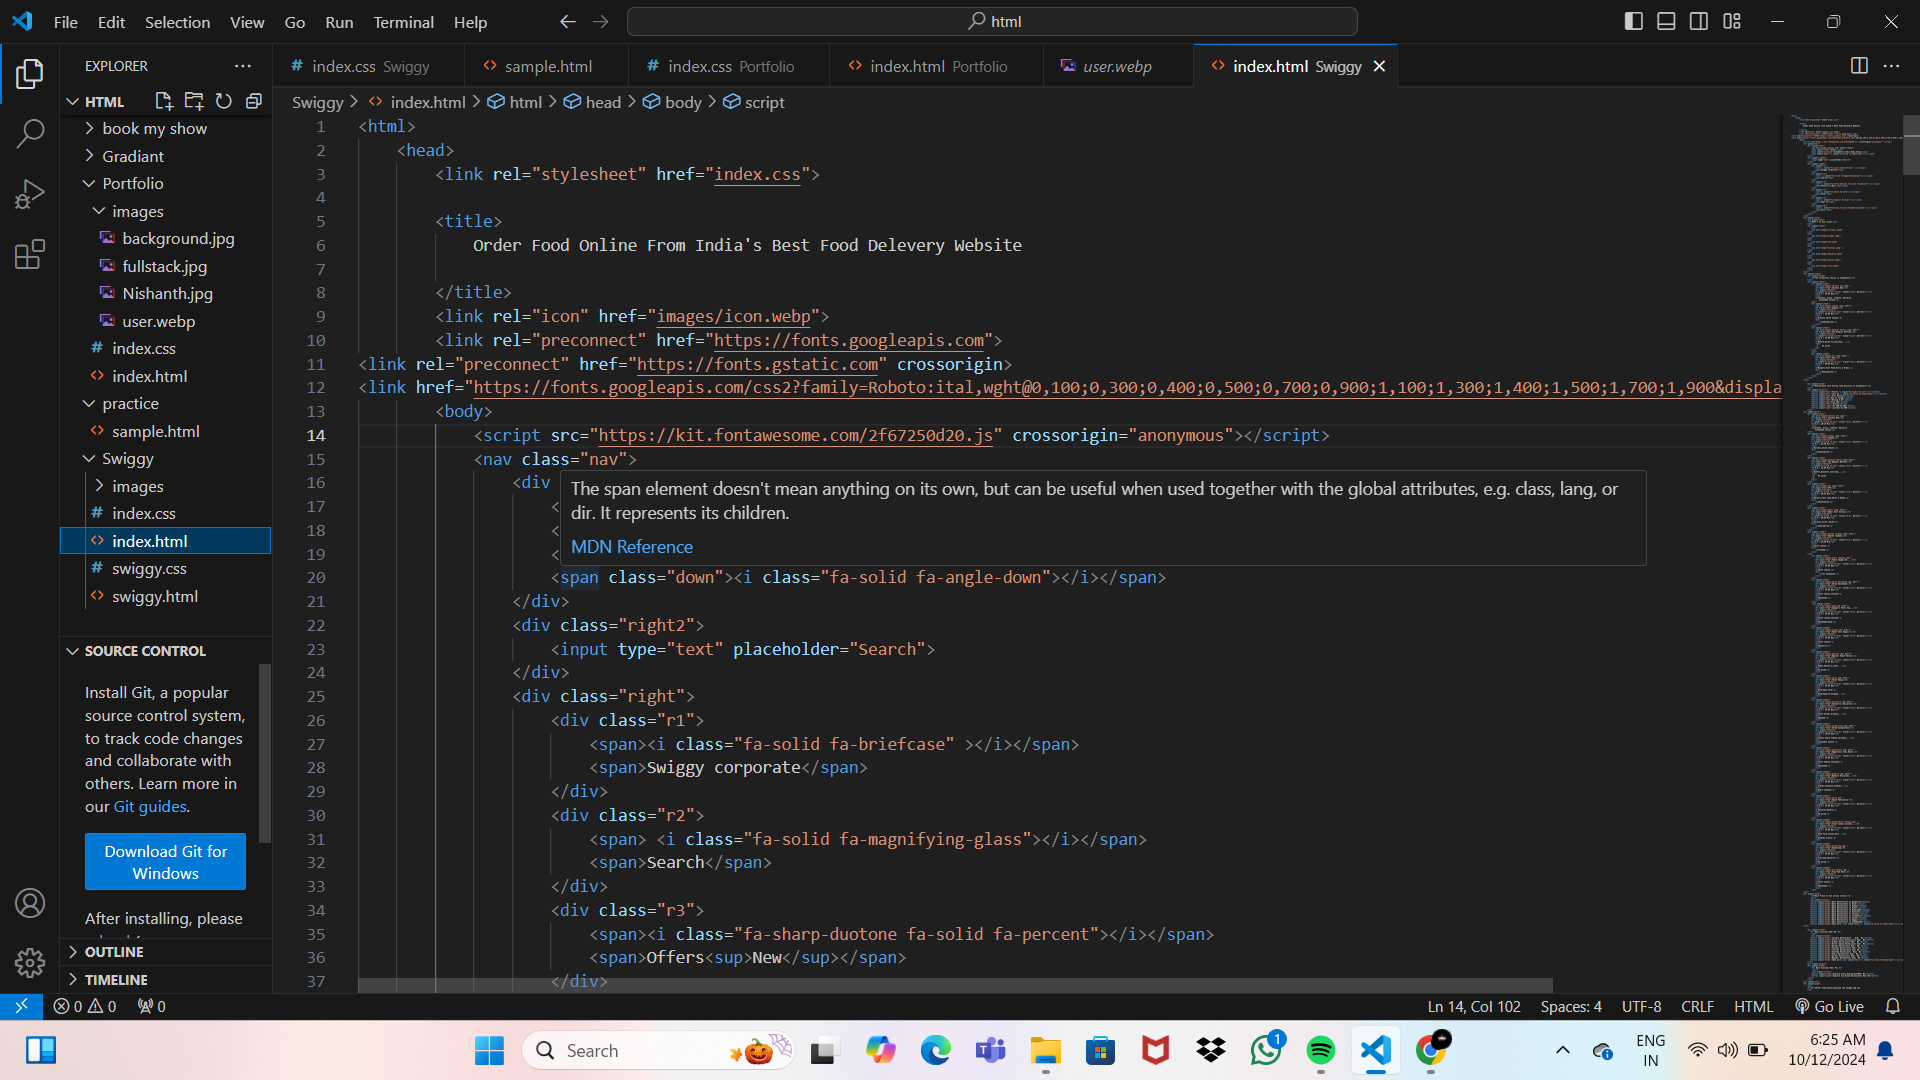 File Edit Selection View Go Run Terminal Help
html
EXPLORER
HTML
book my show
Gradiant
Portfolio
images
background.jpg
fullstack.jpg
Nishanth.jpg
user.webp
index.css
index.html
practice
sample.html
Swiggy
images
index.css
index.html
swiggy.css
swiggy.html
SOURCE CONTROL
Install Git, a popular
source control system,
to track code changes
and collaborate with
others. Learn more in
our Git guides.
Download Git for
Windows
After installing, please
OUTLINE
TIMELINE
index.css Swiggy sample.html index.css Portfolio index.html Portfolio user.webp index.html Swiggy
Swiggy > index.html > html > head > body > script
1 <html>
2 <head>
3 <link rel="stylesheet" href="index.css">
4
5 <title>
6 Order Food Online From India's Best Food Delevery Website
7
8 </title>
9 <link rel="icon" href="images/icon.webp">
10 <link rel="preconnect" href="https://fonts.googleapis.com">
11 <link rel="preconnect" href="https://fonts.gstatic.com" crossorigin>
12 <link href="https://fonts.googleapis.com/css2?family=Roboto:ital,wght@0,100;0,300;0,400;0,500;0,700;0,900;1,100;1,300;1,400;1,500;1,700;1,900&displa
13 <body>
14 <script src="https://kit.fontawesome.com/2f67250d20.js" crossorigin="anonymous"></script>
15 <nav class="nav">
16 <div
The span element doesn't mean anything on its own, but can be useful when used together with the global attributes, e.g. class, lang, or
17 <
dir. It represents its children.
18 <
MDN Reference
19 <
20 <span class="down"><i class="fa-solid fa-angle-down"></i></span>
21 </div>
22 <div class="right2">
23 <input type="text" placeholder="Search">
24 </div>
25 <div class="right">
26 <div class="r1">
27 <span><i class="fa-solid fa-briefcase" ></i></span>
28 <span>Swiggy corporate</span>
29 </div>
30 <div class="r2">
31 <span> <i class="fa-solid fa-magnifying-glass"></i></span>
32 <span>Search</span>
33 </div>
34 <div class="r3">
35 <span><i class="fa-sharp-duotone fa-solid fa-percent"></i></span>
36 <span>Offers<sup>New</sup></span>
37 </div>
0 0 0 Ln 14, Col 102 Spaces: 4 UTF-8 CRLF HTML Go Live
Search
1
ENG
IN
6:25 AM
10/12/2024